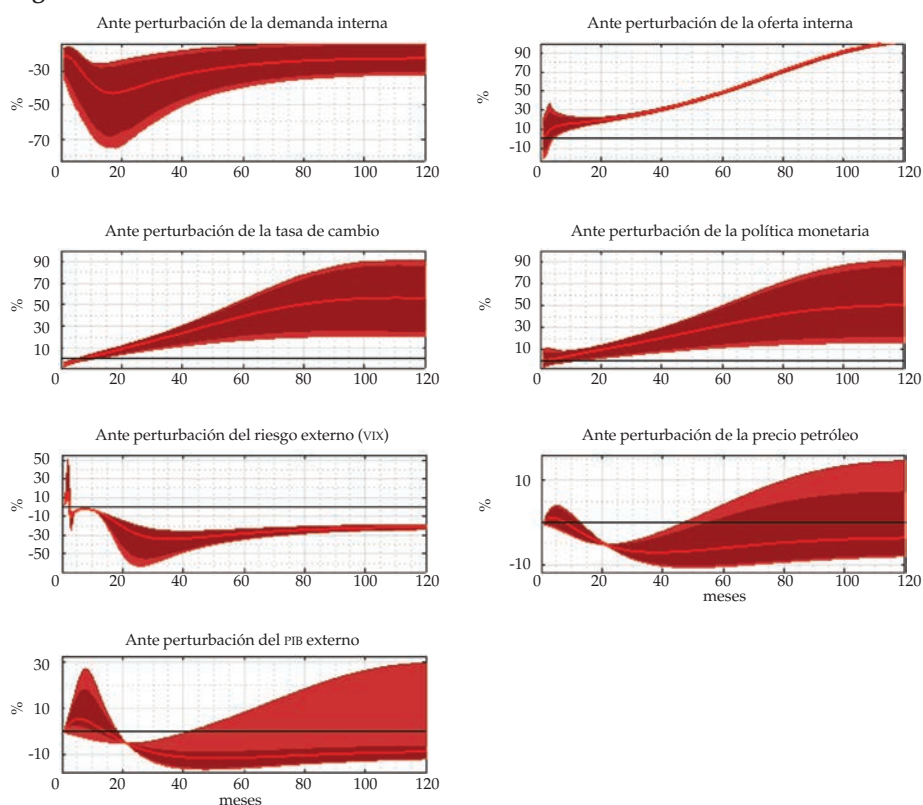 Ante perturbación de la demanda interna
-30
-50
-70
%
0 20 40 60 80 100 120
Ante perturbación de la oferta interna
90
70
50
30
10
-10
%
0 20 40 60 80 100 120
Ante perturbación de la tasa de cambio
90
70
50
30
10
%
0 20 40 60 80 100 120
Ante perturbación de la política monetaria
90
70
50
30
10
%
0 20 40 60 80 100 120
Ante perturbación del riesgo externo (VIX)
50
30
10
-10
-30
-50
%
0 20 40 60 80 100 120
Ante perturbación de la precio petróleo
10
-10
%
0 20 40 60 80 100 120
meses
Ante perturbación del PIB externo
30
10
-10
%
0 20 40 60 80 100 120
meses